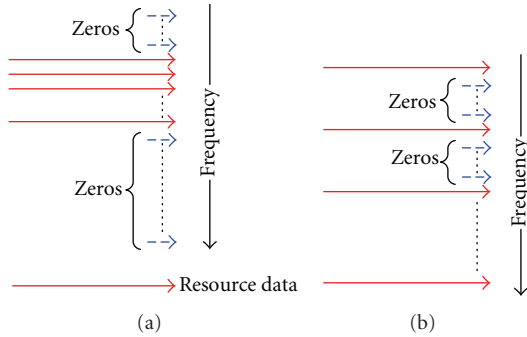 Zeros
Zeros
Frequency
Resource data
(a)
Zeros
Zeros
Frequency
(b)